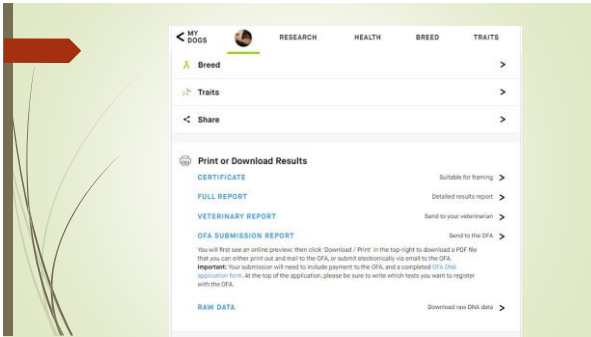 < MY DOGS RESEARCH HEALTH BREED TRAITS
Breed >
Traits >
Share >
Print or Download Results
CERTIFICATE Suitable for framing >
FULL REPORT Detailed results report >
VETERINARY REPORT Send to your veterinarian >
OFA SUBMISSION REPORT Send to the OFA >
You will first see an online preview; then click 'Download / Print' in the top-right to download a PDF file
that you can either print out and mail to the OFA, or submit electronically via email to the OFA.
Important: Your submission will need to include payment to the OFA, and a completed OFA DNA
application form. At the top of the application, please be sure to write which tests you want to register
with the OFA.
RAW DATA Download raw DNA data >